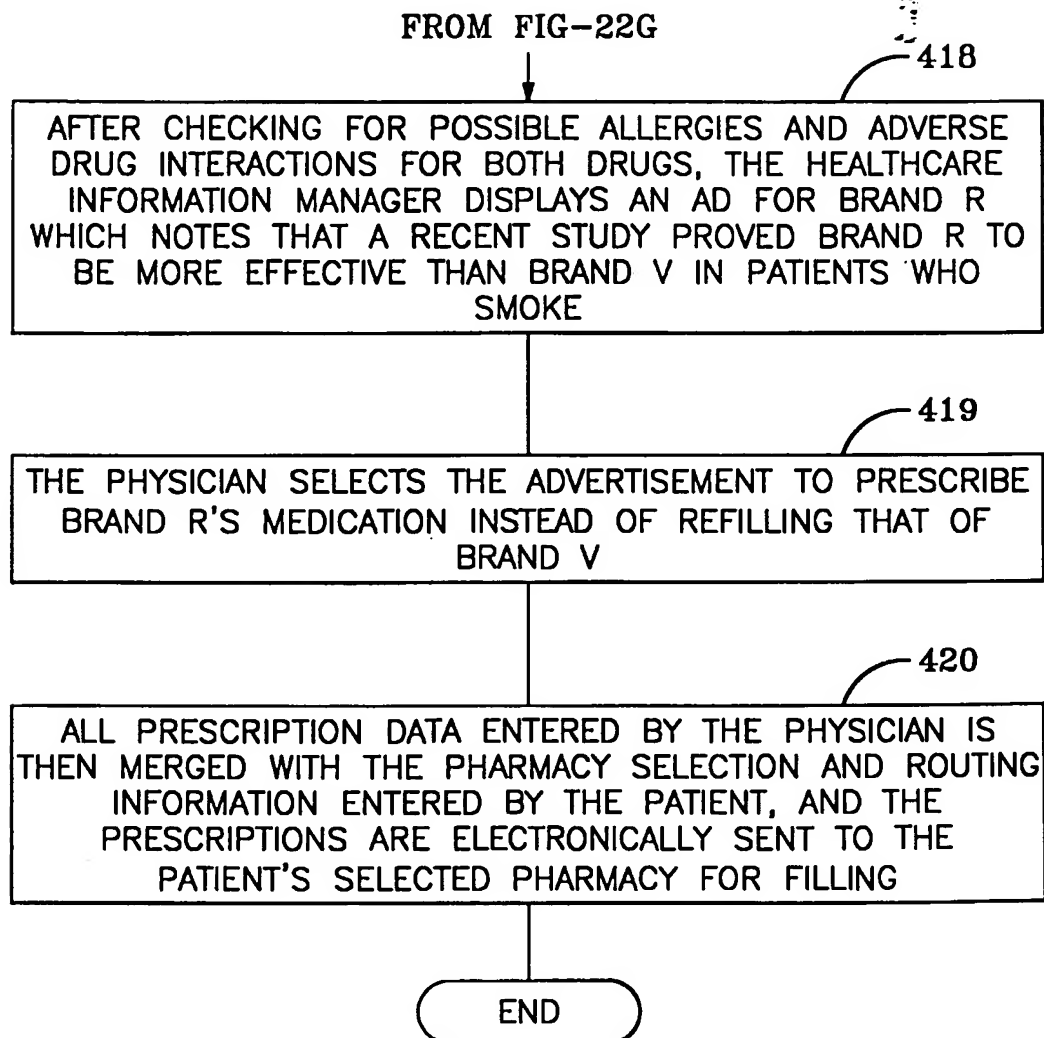 FROM FIG-22G
418
AFTER CHECKING FOR POSSIBLE ALLERGIES AND ADVERSE
DRUG INTERACTIONS FOR BOTH DRUGS, THE HEALTHCARE
INFORMATION MANAGER DISPLAYS AN AD FOR BRAND R
WHICH NOTES THAT A RECENT STUDY PROVED BRAND R TO
BE MORE EFFECTIVE THAN BRAND V IN PATIENTS WHO
SMOKE
419
THE PHYSICIAN SELECTS THE ADVERTISEMENT TO PRESCRIBE
BRAND R'S MEDICATION INSTEAD OF REFILLING THAT OF
BRAND V
420
ALL PRESCRIPTION DATA ENTERED BY THE PHYSICIAN IS
THEN MERGED WITH THE PHARMACY SELECTION AND ROUTING
INFORMATION ENTERED BY THE PATIENT, AND THE
PRESCRIPTIONS ARE ELECTRONICALLY SENT TO THE
PATIENT'S SELECTED PHARMACY FOR FILLING
END